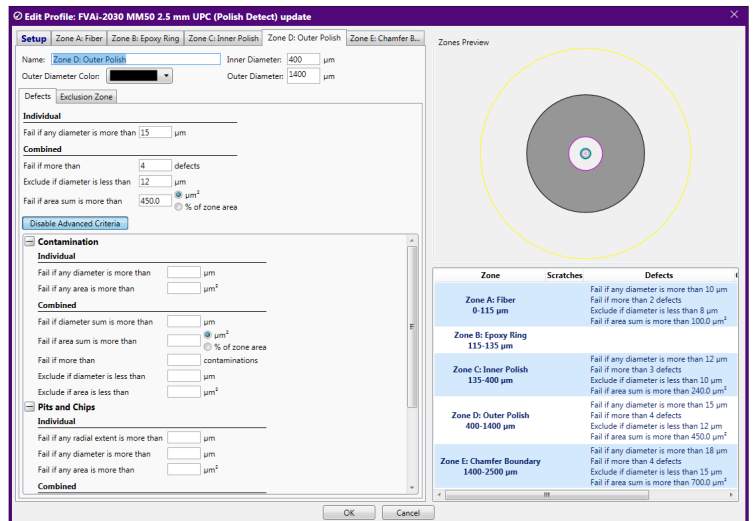 Edit Profile: FVAi-2030 MM50 2.5 mm UPC (Polish Detect) update
Setup Zone A: Fiber Zone B: Epoxy Ring Zone C: Inner Polish Zone D: Outer Polish Zone E: Chamfer B...
Name: Zone D: Outer Polish Inner Diameter: 400 µm
Outer Diameter Color: Outer Diameter: 1400 µm
Defects Exclusion Zone
Individual
Fail if any diameter is more than 15 µm
Combined
Fail if more than 4 defects
Exclude if diameter is less than 12 µm
Fail if area sum is more than 450.0 µm²
% of zone area
Disable Advanced Criteria
Contamination
Individual
Fail if any diameter is more than µm
Fail if any area is more than µm²
Combined
Fail if diameter sum is more than µm
Fail if area sum is more than µm²
% of zone area
Fail if more than contaminations
Exclude if diameter is less than µm
Exclude if area is less than µm²
Pits and Chips
Individual
Fail if any radial extent is more than µm
Fail if any diameter is more than µm
Fail if any area is more than µm²
Combined
Zones Preview
Zone Scratches Defects
Zone A: Fiber
0-115 µm
Fail if any diameter is more than 10 µm
Fail if more than 2 defects
Exclude if diameter is less than 8 µm
Fail if area sum is more than 100.0 µm²
Zone B: Epoxy Ring
115-135 µm
Zone C: Inner Polish
135-400 µm
Fail if any diameter is more than 12 µm
Fail if more than 3 defects
Exclude if diameter is less than 10 µm
Fail if area sum is more than 240.0 µm²
Zone D: Outer Polish
400-1400 µm
Fail if any diameter is more than 15 µm
Fail if more than 4 defects
Exclude if diameter is less than 12 µm
Fail if area sum is more than 450.0 µm²
Zone E: Chamfer Boundary
1400-2500 µm
Fail if any diameter is more than 18 µm
Fail if more than 4 defects
Exclude if diameter is less than 15 µm
Fail if area sum is more than 700.0 µm²
OK Cancel